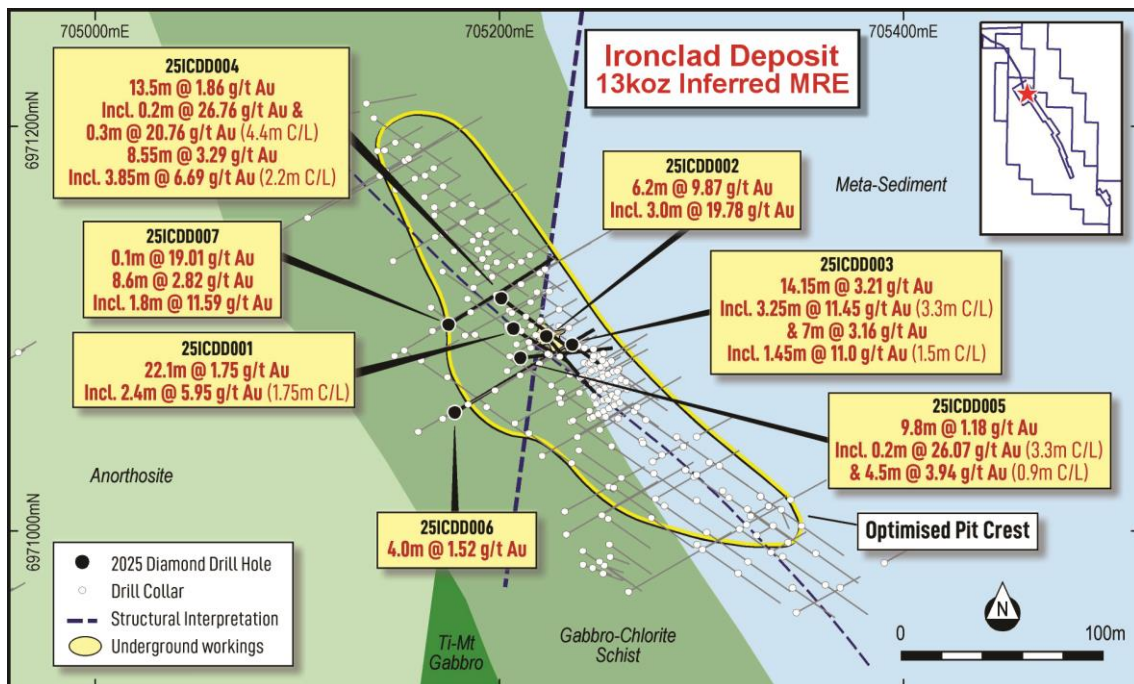 705000mE
705200mE
705400mE
6971200mN
6971000mN
Ironclad Deposit
13koz Inferred MRE
25ICDD004
13.5m @ 1.86 g/t Au
Incl. 0.2m @ 26.76 g/t Au &
0.3m @ 20.76 g/t Au (4.4m C/L)
8.55m @ 3.29 g/t Au
Incl. 3.85m @ 6.69 g/t Au (2.2m C/L)
25ICDD002
6.2m @ 9.87 g/t Au
Incl. 3.0m @ 19.78 g/t Au
Meta-Sediment
25ICDD007
0.1m @ 19.01 g/t Au
8.6m @ 2.82 g/t Au
Incl. 1.8m @ 11.59 g/t Au
25ICDD003
14.15m @ 3.21 g/t Au
Incl. 3.25m @ 11.45 g/t Au (3.3m C/L)
& 7m @ 3.16 g/t Au
Incl. 1.45m @ 11.0 g/t Au (1.5m C/L)
25ICDD001
22.1m @ 1.75 g/t Au
Incl. 2.4m @ 5.95 g/t Au (1.75m C/L)
25ICDD005
9.8m @ 1.18 g/t Au
Incl. 0.2m @ 26.07 g/t Au (3.3m C/L)
& 4.5m @ 3.94 g/t Au (0.9m C/L)
Anorthosite
25ICDD006
4.0m @ 1.52 g/t Au
Optimised Pit Crest
2025 Diamond Drill Hole
Drill Collar
Structural Interpretation
Underground workings
Ti-Mt
Gabbro
Gabbro-Chlorite
Schist
N
0
100m